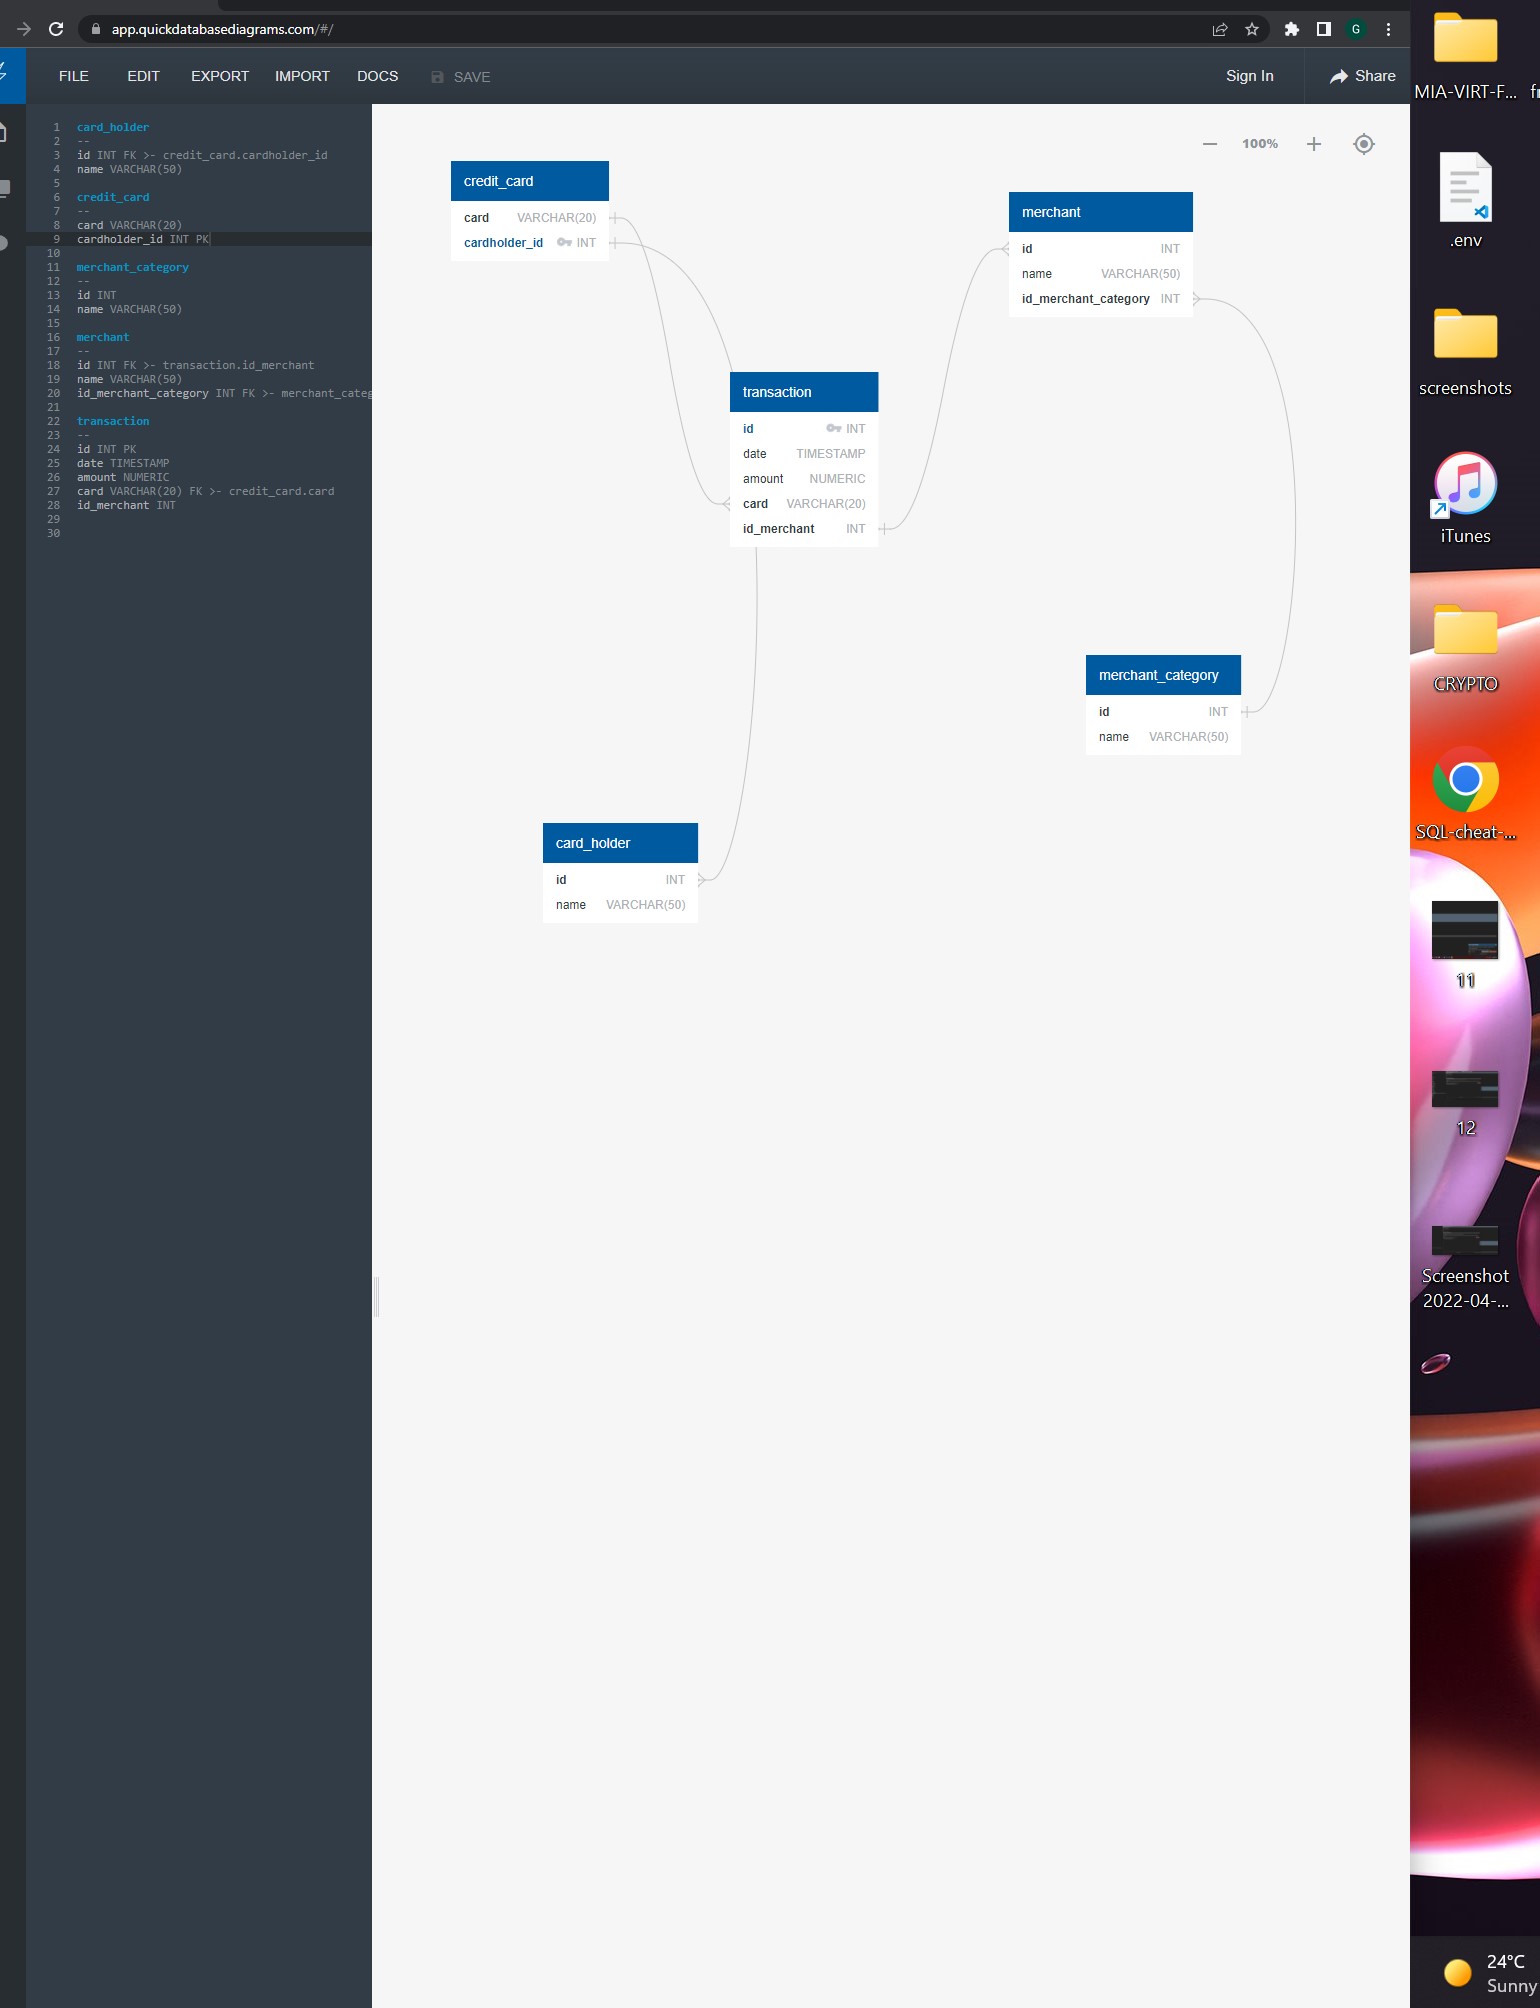 app.quickdatabasediagrams.com/#/
G
FILE EDIT EXPORT IMPORT DOCS SAVE Sign In Share
1 card_holder
2 --
3 id INT FK >- credit_card.cardholder_id
4 name VARCHAR(50)
5
6 credit_card
7 --
8 card VARCHAR(20)
9 cardholder_id INT PK
10
11 merchant_category
12 --
13 id INT
14 name VARCHAR(50)
15
16 merchant
17 --
18 id INT FK >- transaction.id_merchant
19 name VARCHAR(50)
20 id_merchant_category INT FK >- merchant_categ
21
22 transaction
23 --
24 id INT PK
25 date TIMESTAMP
26 amount NUMERIC
27 card VARCHAR(20) FK >- credit_card.card
28 id_merchant INT
29
30
100%
credit_card
card VARCHAR(20)
cardholder_id INT
merchant
id INT
name VARCHAR(50)
id_merchant_category INT
transaction
id INT
date TIMESTAMP
amount NUMERIC
card VARCHAR(20)
id_merchant INT
merchant_category
id INT
name VARCHAR(50)
card_holder
id INT
name VARCHAR(50)
MIA-VIRT-F... fr
.env
screenshots
iTunes
CRYPTO
SQL-cheat-...
11
12
Screenshot
2022-04-...
24°C
Sunny